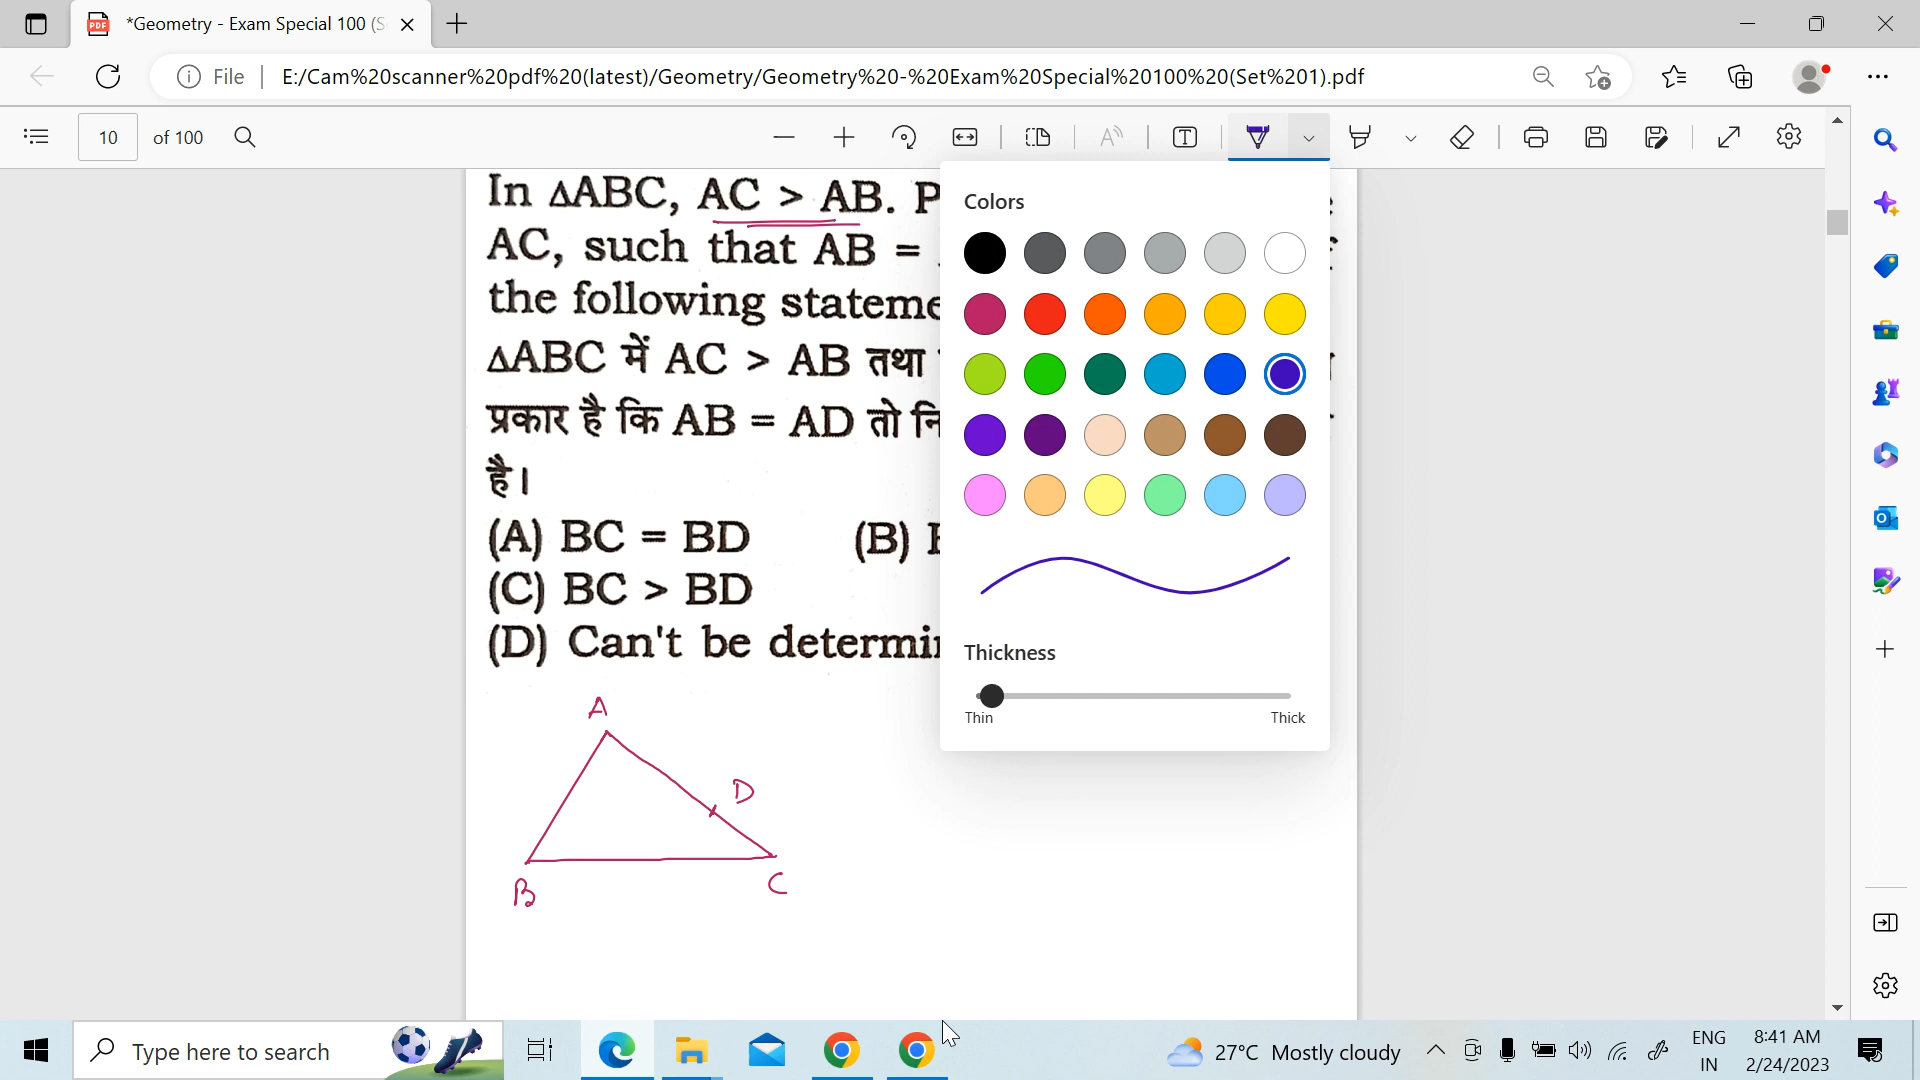 *Geometry - Exam Special 100 (S
File
E:/Cam%20scanner%20pdf%20(latest)/Geometry/Geometry%20-%20Exam%20Special%20100%20(Set%201).pdf
10 of 100
In ΔABC, AC > AB. P
AC, such that AB =
the following stateme
ΔABC में AC > AB तथा
प्रकार है कि AB = AD तो नि
है।
(A) BC = BD (B)
(C) BC > BD
(D) Can't be determi
A
D
B
C
Colors
Thickness
Thin Thick
Type here to search
27°C Mostly cloudy
ENG
IN
8:41 AM
2/24/2023